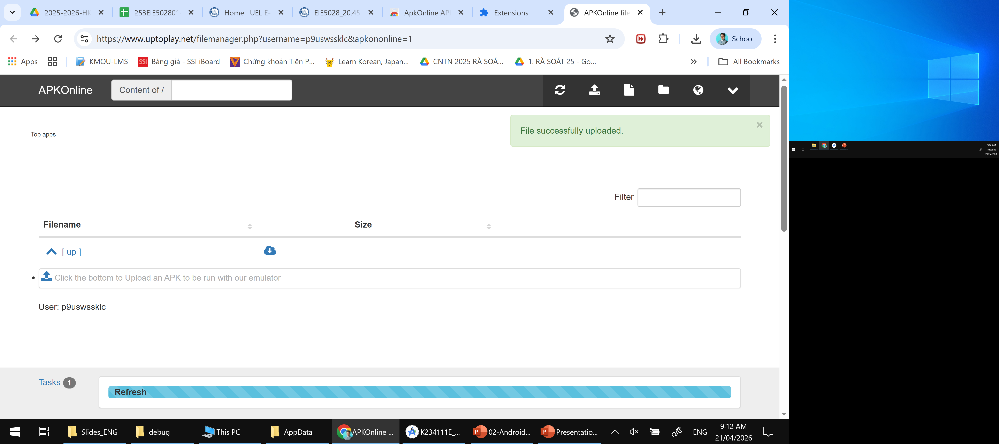 2025-2026-HK
253EIE502801
Home | UEL E-
EIE5028_20.45
ApkOnline AP
Extensions
APKOnline file
https://www.uptoplay.net/filemanager.php?username=p9uswssklc&apkononline=1
School
Apps
KMOU-LMS
SSI
Bảng giá - SSI iBoard
Chứng khoán Tiên P...
Learn Korean, Japan...
CNTN 2025 RÀ SOÁ...
1. RÀ SOÁT 25 - Go...
All Bookmarks
APKOnline
Content of /
File successfully uploaded.
Top apps
Filter
Filename
Size
[ up ]
Click the bottom to Upload an APK to be run with our emulator
User: p9uswssklc
Tasks 1
Refresh
Slides_ENG
debug
This PC
AppData
APKOnline ...
K234111E_...
02-Android...
Presentatio...
ENG
9:12 AM
21/04/2026
9:12 AM
Tuesday
21/04/2026